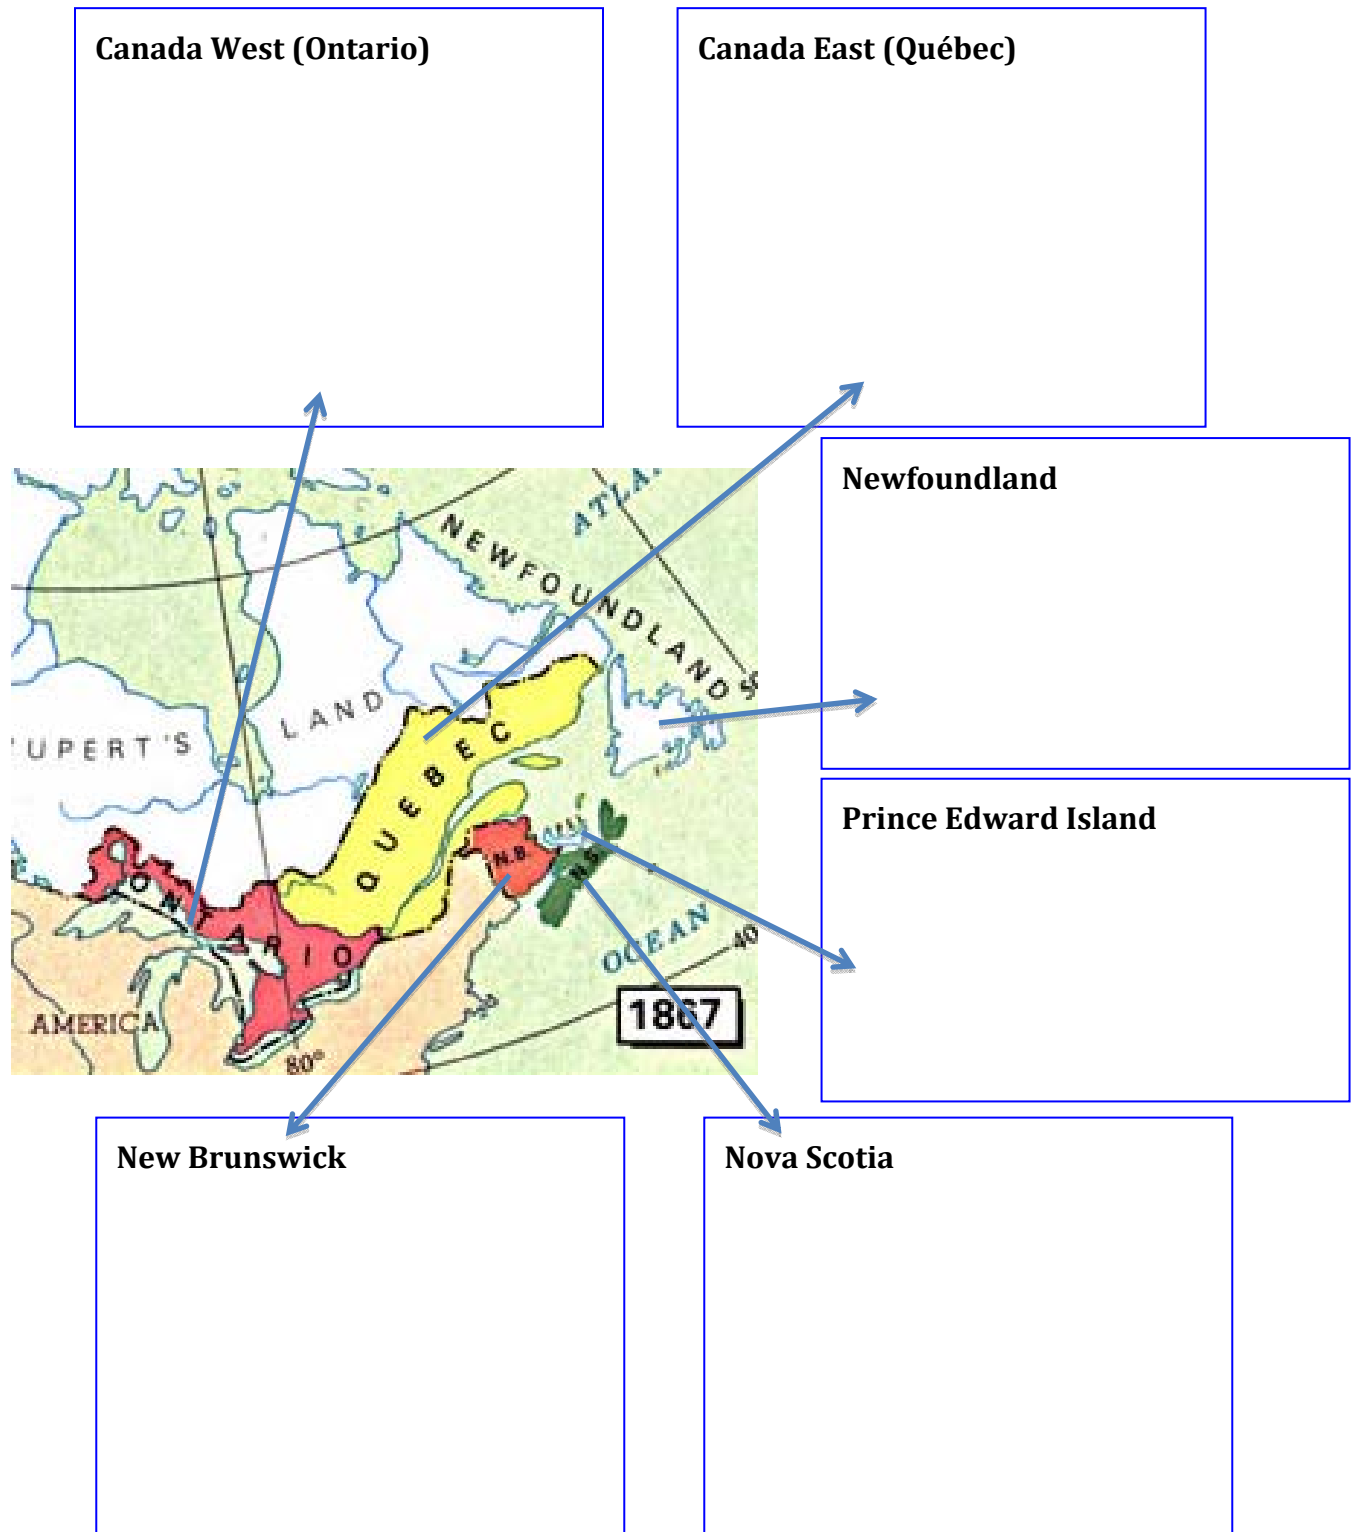 Canada West (Ontario)
Canada East (Québec)
Newfoundland
ATLA
NEWFOUNDLAND
LAND
UPERT'S
QUEBEC
Prince Edward Island
N.B.
N.S.
ONTARIO
OCEAN
40
1867
AMERICA
80°
New Brunswick
Nova Scotia